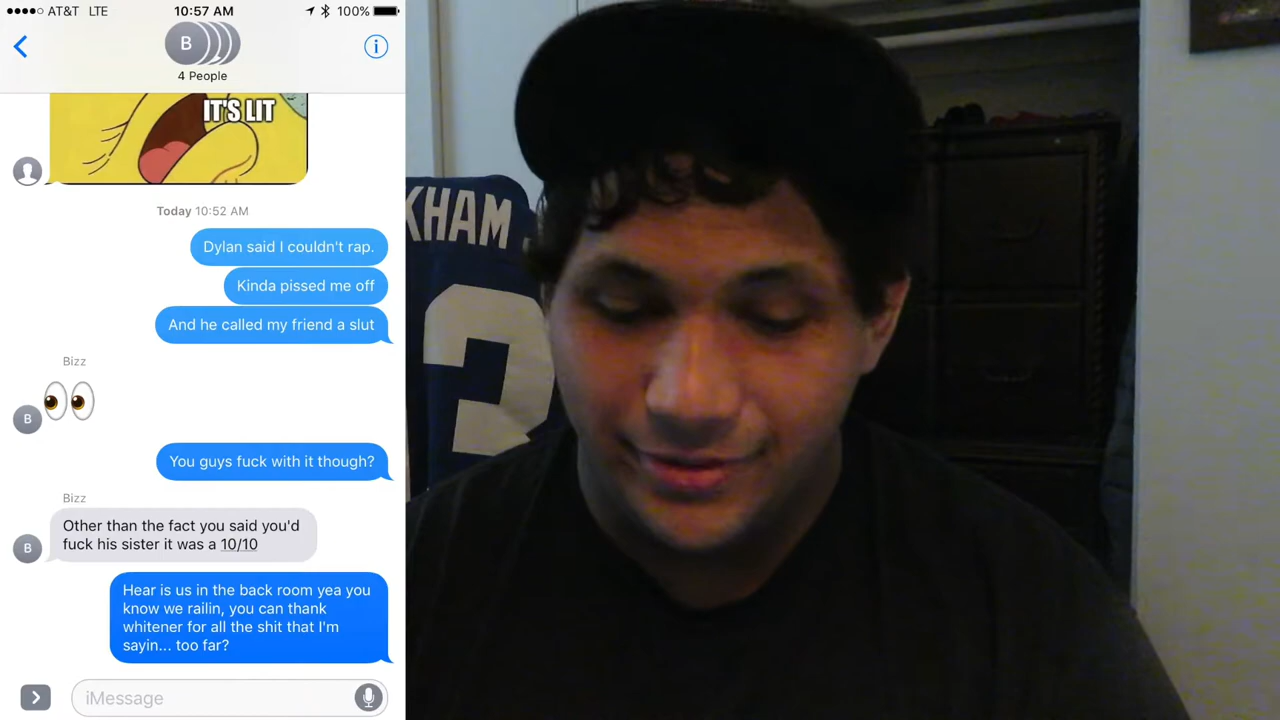 AT&T LTE 10:57 AM 100%
B
4 People
i
IT'S LIT
Today 10:52 AM
Dylan said I couldn't rap.
Kinda pissed me off
And he called my friend a slut
Bizz
B
You guys fuck with it though?
Bizz
Other than the fact you said you'd
fuck his sister it was a 10/10
B
Hear is us in the back room yea you
know we railin, you can thank
whitener for all the shit that I'm
sayin... too far?
iMessage
KHAM
3